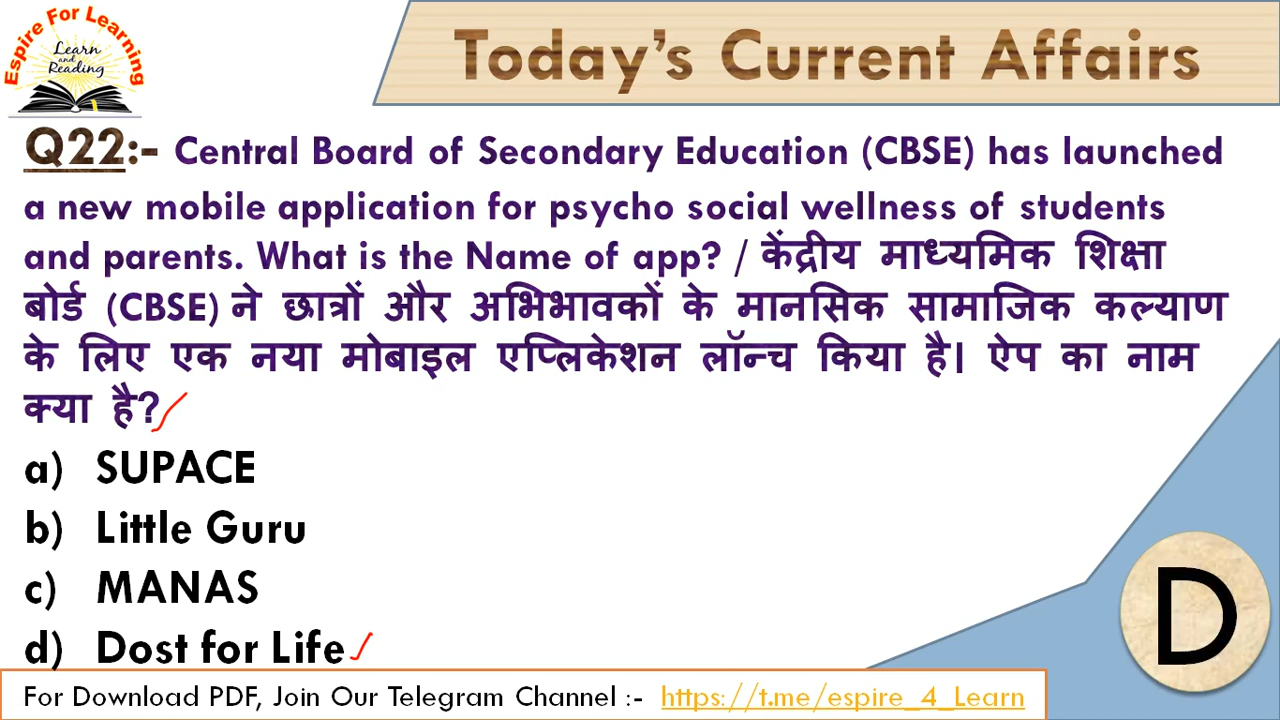 Espire For Learning
Learn
and
Reading
Today's Current Affairs
Q22:- Central Board of Secondary Education (CBSE) has launched
a new mobile application for psycho social wellness of students
and parents. What is the Name of app? / केंद्रीय माध्यमिक शिक्षा
बोर्ड (CBSE) ने छात्रों और अभिभावकों के मानसिक सामाजिक कल्याण
के लिए एक नया मोबाइल एप्लिकेशन लॉन्च किया है। ऐप का नाम
क्या है?
a) SUPACE
b) Little Guru
c) MANAS
d) Dost for Life
D
For Download PDF, Join Our Telegram Channel :- https://t.me/espire_4_Learn